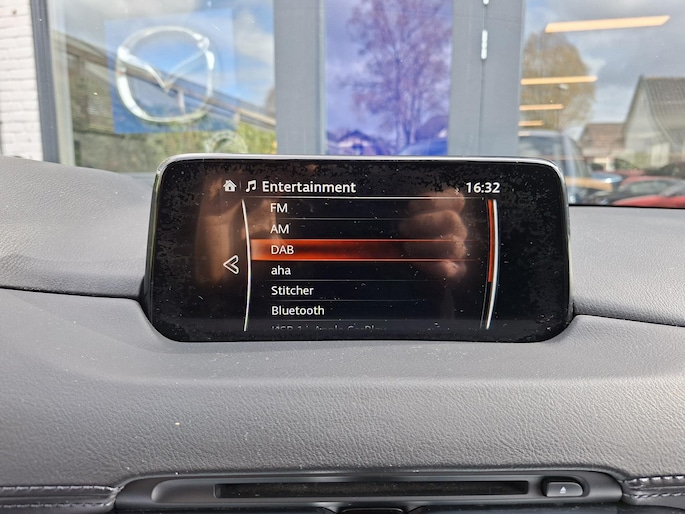 Entertainment 16:32
FM
AM
DAB
aha
Stitcher
Bluetooth